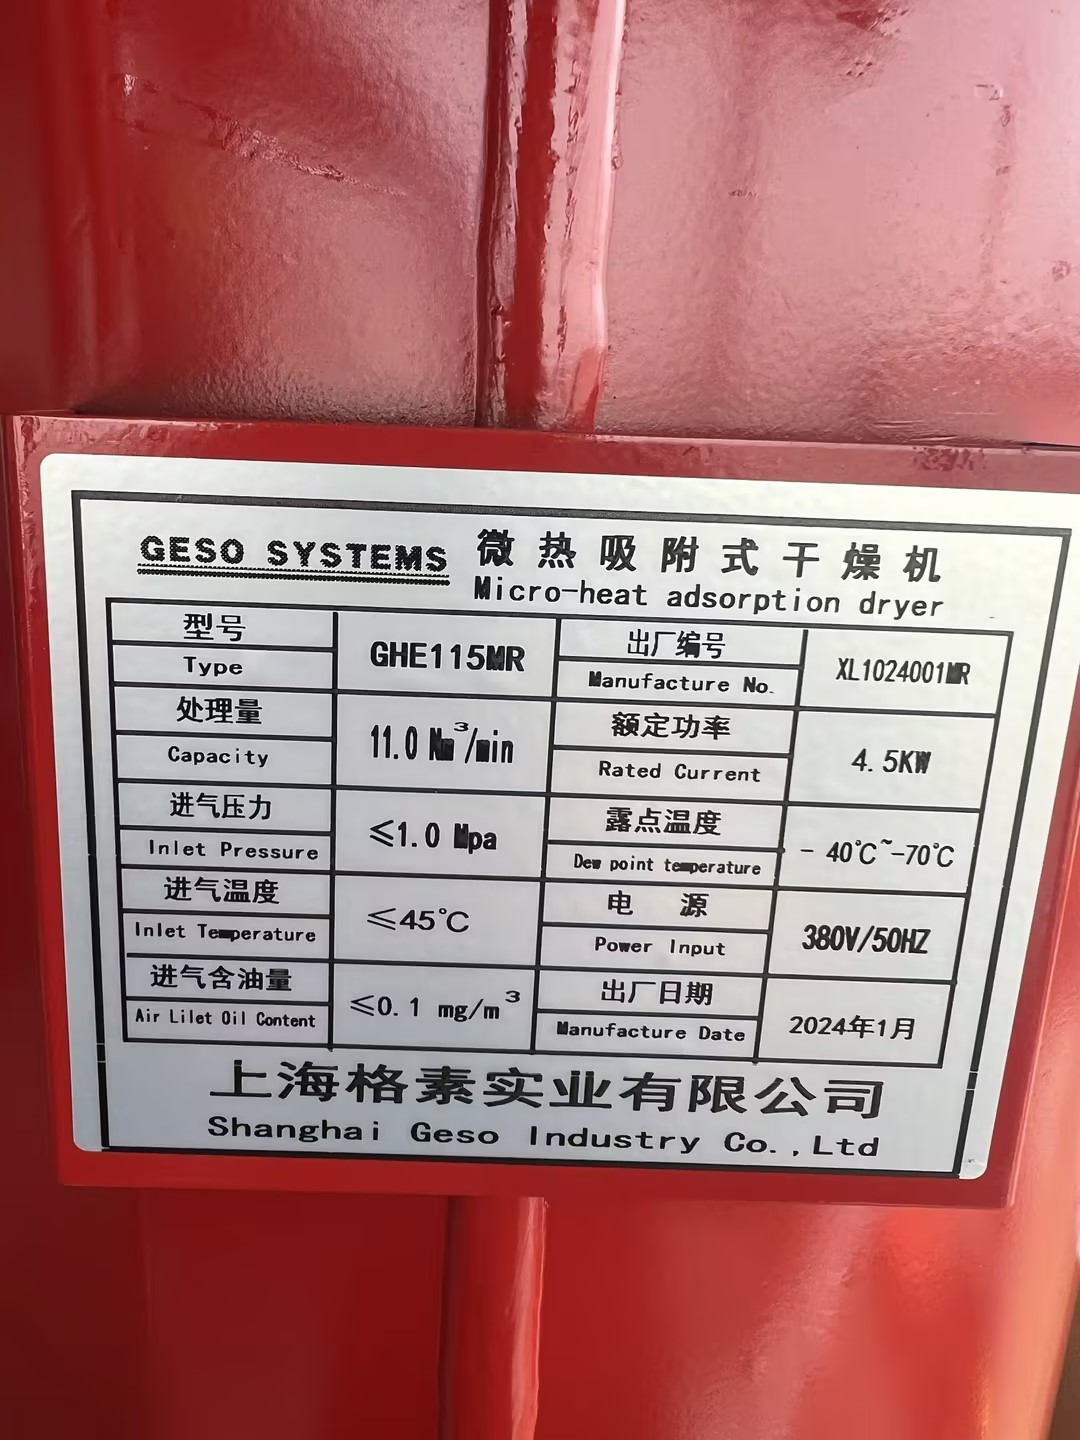 GESO SYSTEMS 微热吸附式干燥机
Micro-heat adsorption dryer
型号 Type GHE115MR 出厂编号 Manufacture No. XL1024001MR
处理量 Capacity 11.0 Nm³/min 额定功率 Rated Current 4.5KW
进气压力 Inlet Pressure ≤1.0 Mpa 露点温度 Dew point temperature - 40℃~-70℃
进气温度 Inlet Temperature ≤45℃ 电 源 Power Input 380V/50HZ
进气含油量 Air Lilet Oil Content ≤0.1 mg/m³ 出厂日期 Manufacture Date 2024年1月
上海格素实业有限公司
Shanghai Geso Industry Co.,Ltd